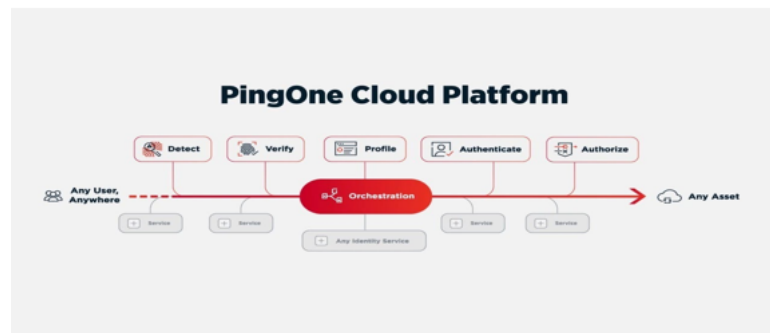 PingOne Cloud Platform
Detect
Verify
Profile
Authenticate
Authorize
Any User,
Anywhere
Orchestration
Any Asset
Service
Service
Any Identity Service
Service
Service